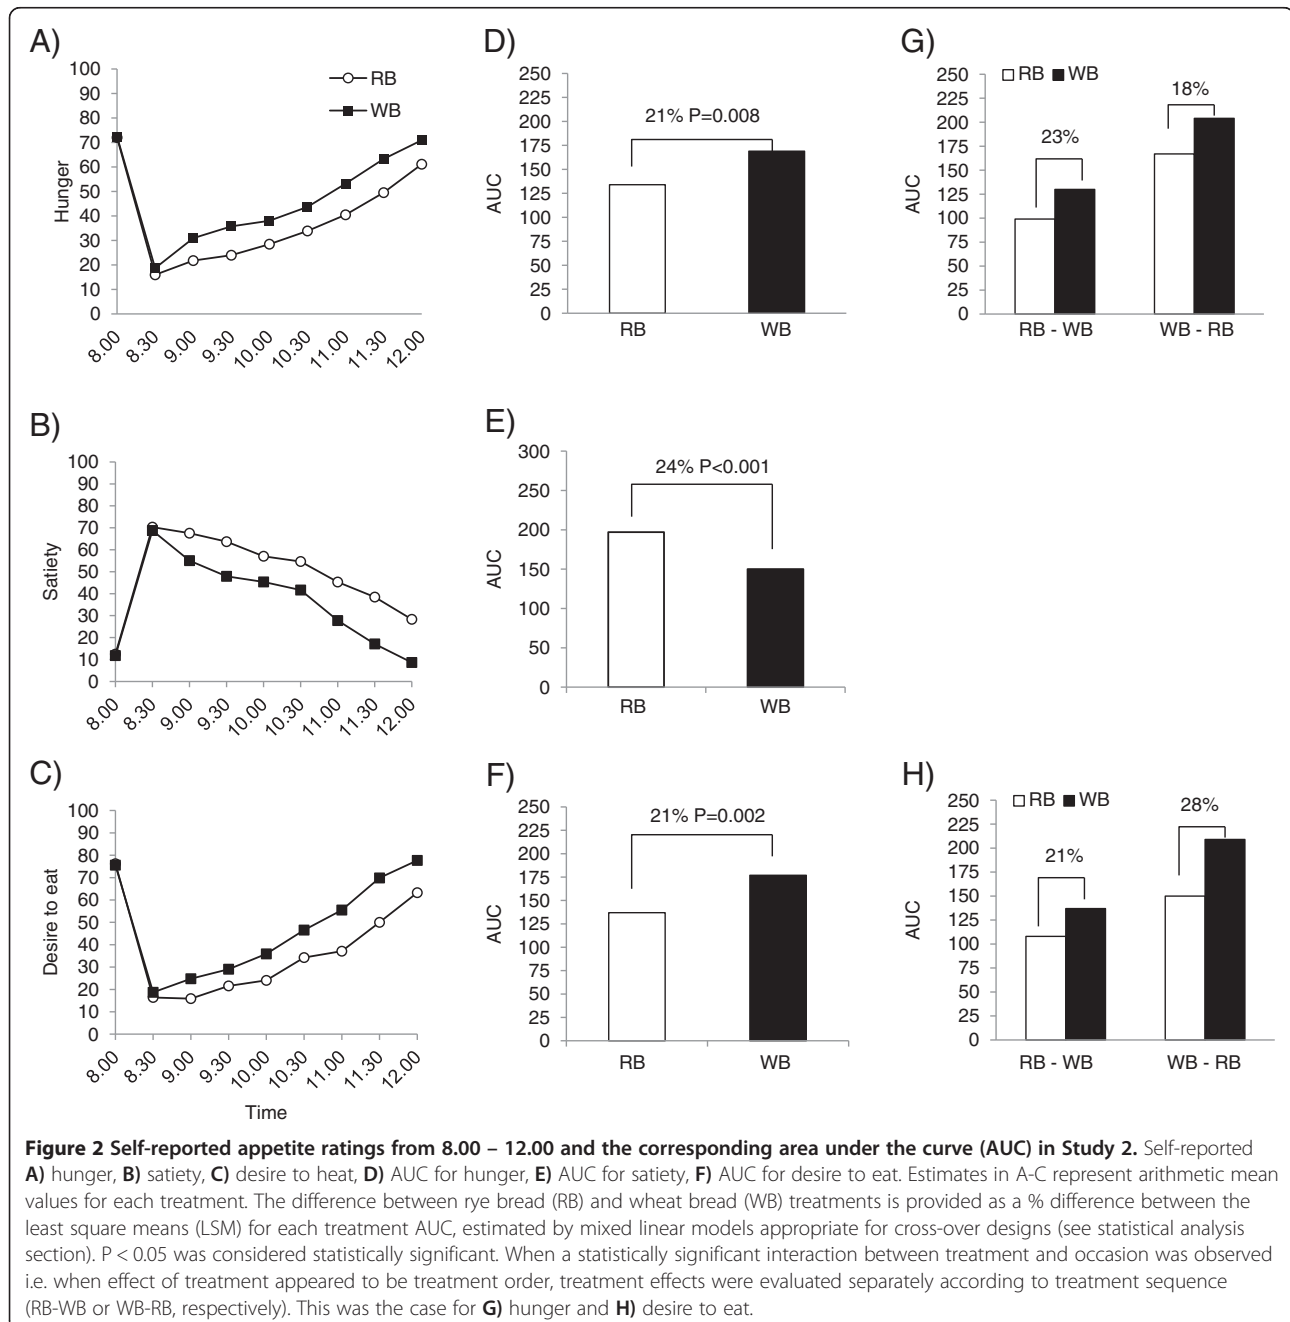 A)
100
90
80
70
60
50
40
30
20
10
0
Hunger
RB
WB
8.00
8.30
9.00
9.30
10.00
10.30
11.00
11.30
12.00
D)
250
225
200
175
150
125
100
75
50
25
0
AUC
21% P=0.008
RB
WB
G)
250
225
200
175
150
125
100
75
50
25
0
AUC
RB WB
23%
18%
RB - WB
WB - RB
B)
100
90
80
70
60
50
40
30
20
10
0
Satiety
8.00
8.30
9.00
9.30
10.00
10.30
11.00
11.30
12.00
E)
300
250
200
150
100
50
0
AUC
24% P<0.001
RB
WB
C)
100
90
80
70
60
50
40
30
20
10
0
Desire to eat
8.00
8.30
9.00
9.30
10.00
10.30
11.00
11.30
12.00
Time
F)
250
225
200
175
150
125
100
75
50
25
0
AUC
21% P=0.002
RB
WB
H)
250
225
200
175
150
125
100
75
50
25
0
AUC
RB WB
21%
28%
RB - WB
WB - RB
Figure 2 Self-reported appetite ratings from 8.00 – 12.00 and the corresponding area under the curve (AUC) in Study 2. Self-reported
A) hunger, B) satiety, C) desire to heat, D) AUC for hunger, E) AUC for satiety, F) AUC for desire to eat. Estimates in A-C represent arithmetic mean
values for each treatment. The difference between rye bread (RB) and wheat bread (WB) treatments is provided as a % difference between the
least square means (LSM) for each treatment AUC, estimated by mixed linear models appropriate for cross-over designs (see statistical analysis
section). P < 0.05 was considered statistically significant. When a statistically significant interaction between treatment and occasion was observed
i.e. when effect of treatment appeared to be treatment order, treatment effects were evaluated separately according to treatment sequence
(RB-WB or WB-RB, respectively). This was the case for G) hunger and H) desire to eat.